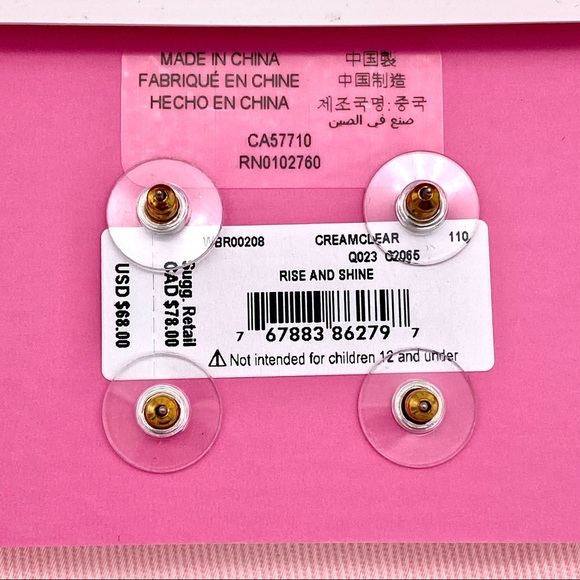 MADE IN CHINA 中国製
FABRIQUÉ EN CHINE 中国制造
HECHO EN CHINA 제조국명:중국
صنع في الصين
CA57710
RN0102760
WBR00208 CREAMCLEAR 110
Q023 C2065
RISE AND SHINE
Sugg. Retail
CAD $78.00
USD $68.00
7 67883 86279 7
⚠ Not intended for children 12 and under